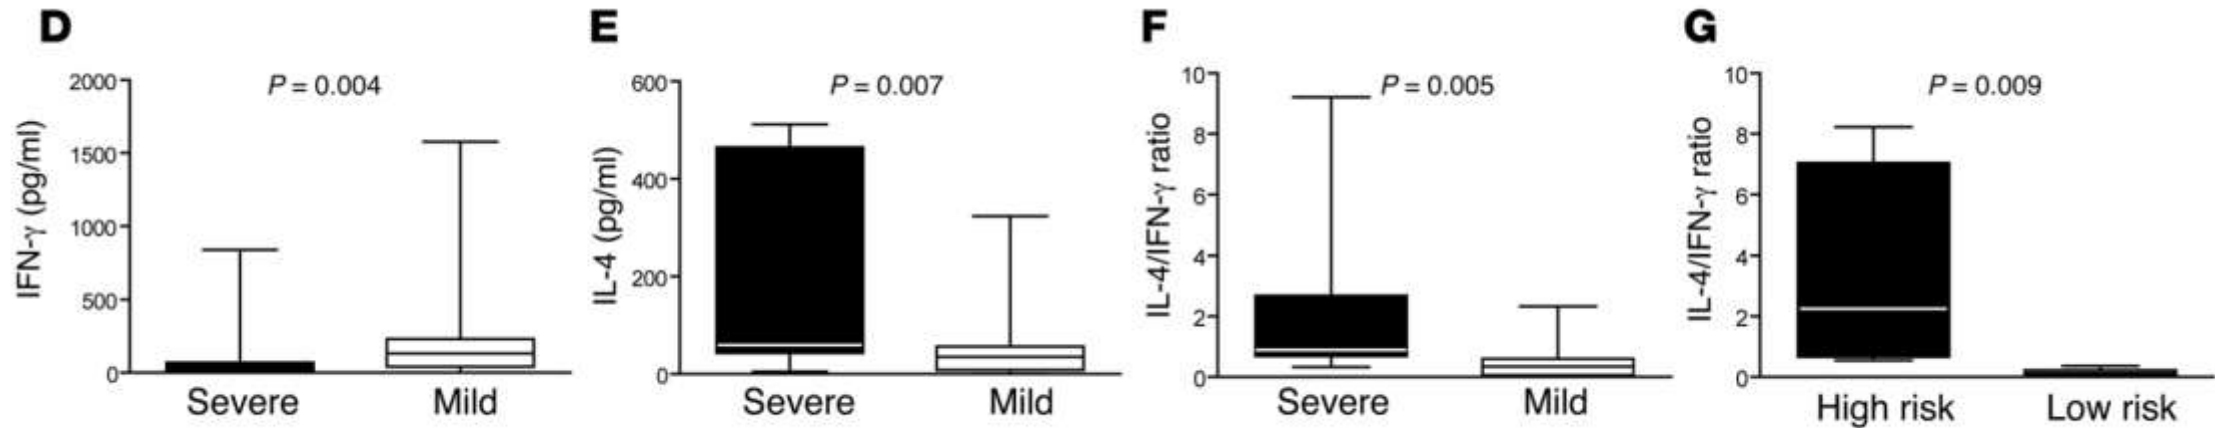 D
P = 0.004
IFN-γ (pg/ml)
2000
1500
1000
500
0
Severe
Mild
E
P = 0.007
IL-4 (pg/ml)
600
400
200
0
Severe
Mild
F
P = 0.005
IL-4/IFN-γ ratio
10
8
6
4
2
0
Severe
Mild
G
P = 0.009
IL-4/IFN-γ ratio
10
8
6
4
2
0
High risk
Low risk